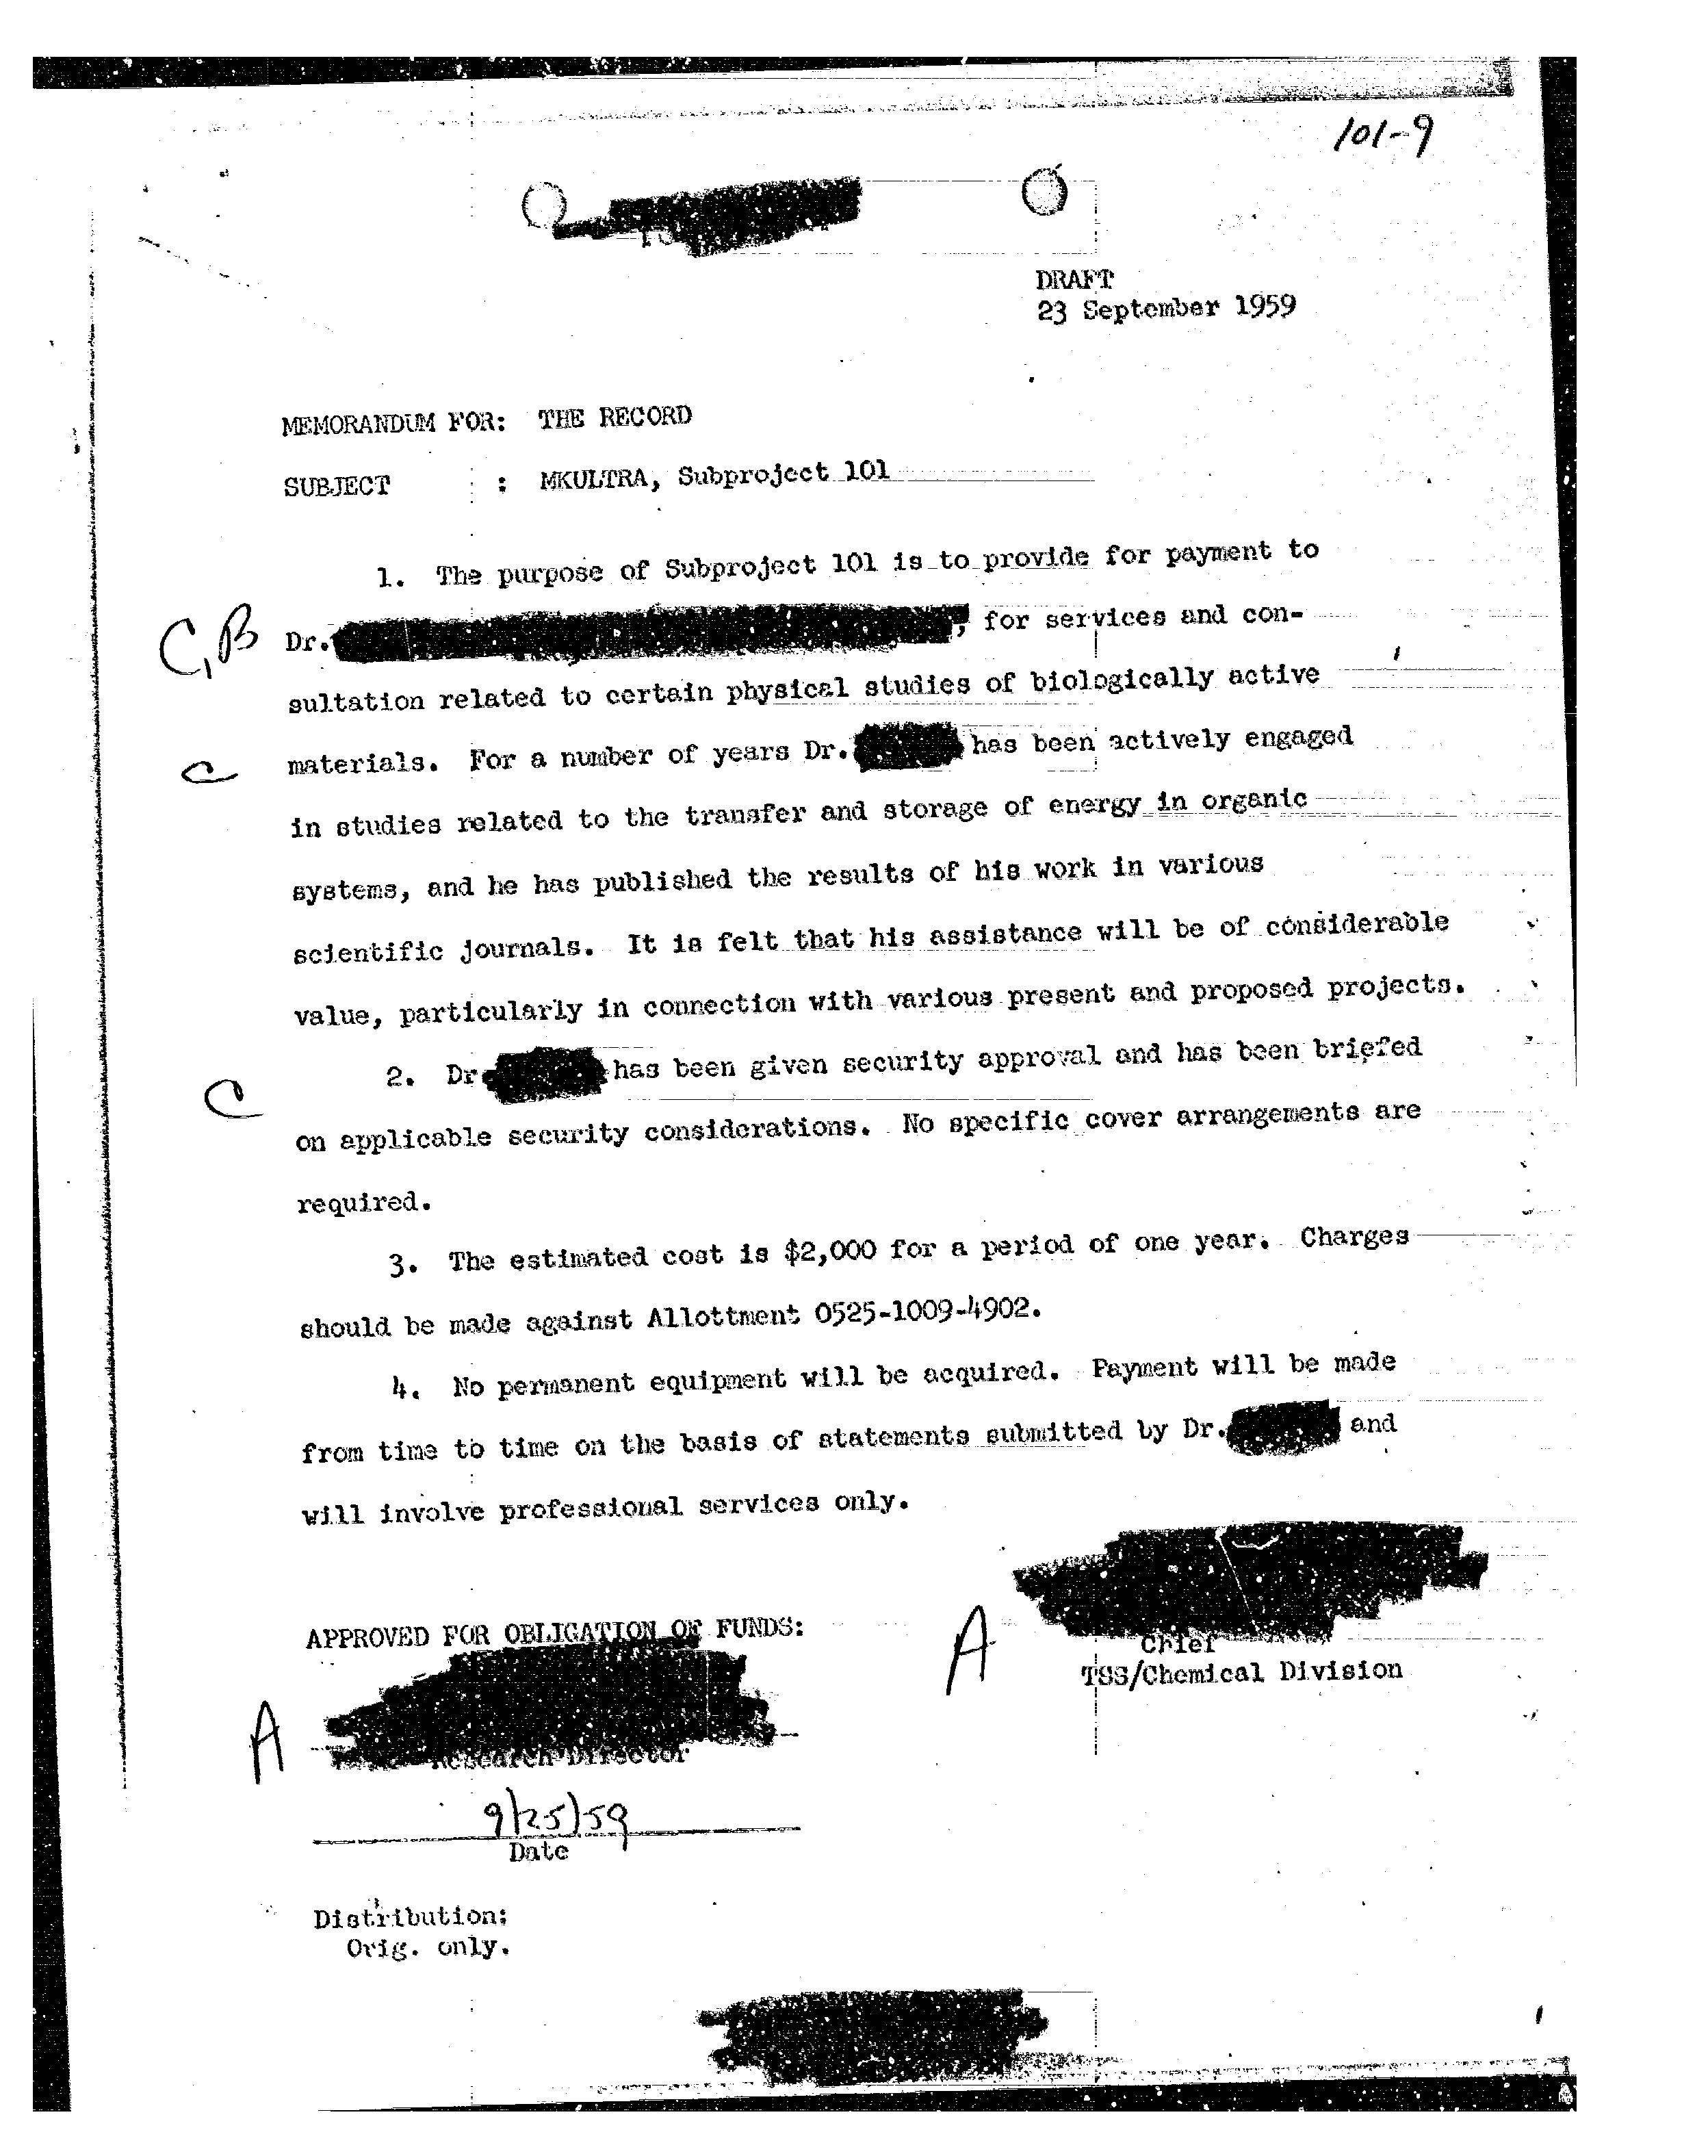 101-9
DRAFT
23 September 1959
MEMORANDUM FOR: THE RECORD
SUBJECT : MKULTRA, Subproject 101
1. The purpose of Subproject 101 is to provide for payment to
C,B Dr. , for services and con-
sultation related to certain physical studies of biologically active
C materials. For a number of years Dr. has been actively engaged
in studies related to the transfer and storage of energy in organic
systems, and he has published the results of his work in various
scientific journals. It is felt that his assistance will be of considerable
value, particularly in connection with various present and proposed projects.
C 2. Dr has been given security approval and has been briefed
on applicable security considerations. No specific cover arrangements are
required.
3. The estimated cost is $2,000 for a period of one year. Charges
should be made against Allottment 0525-1009-4902.
4. No permanent equipment will be acquired. Payment will be made
from time to time on the basis of statements submitted by Dr. and
will involve professional services only.
APPROVED FOR OBLIGATION OF FUNDS:
A Chief
TSS/Chemical Division
A Research Director
9/25/59
Date
Distribution:
Orig. only.